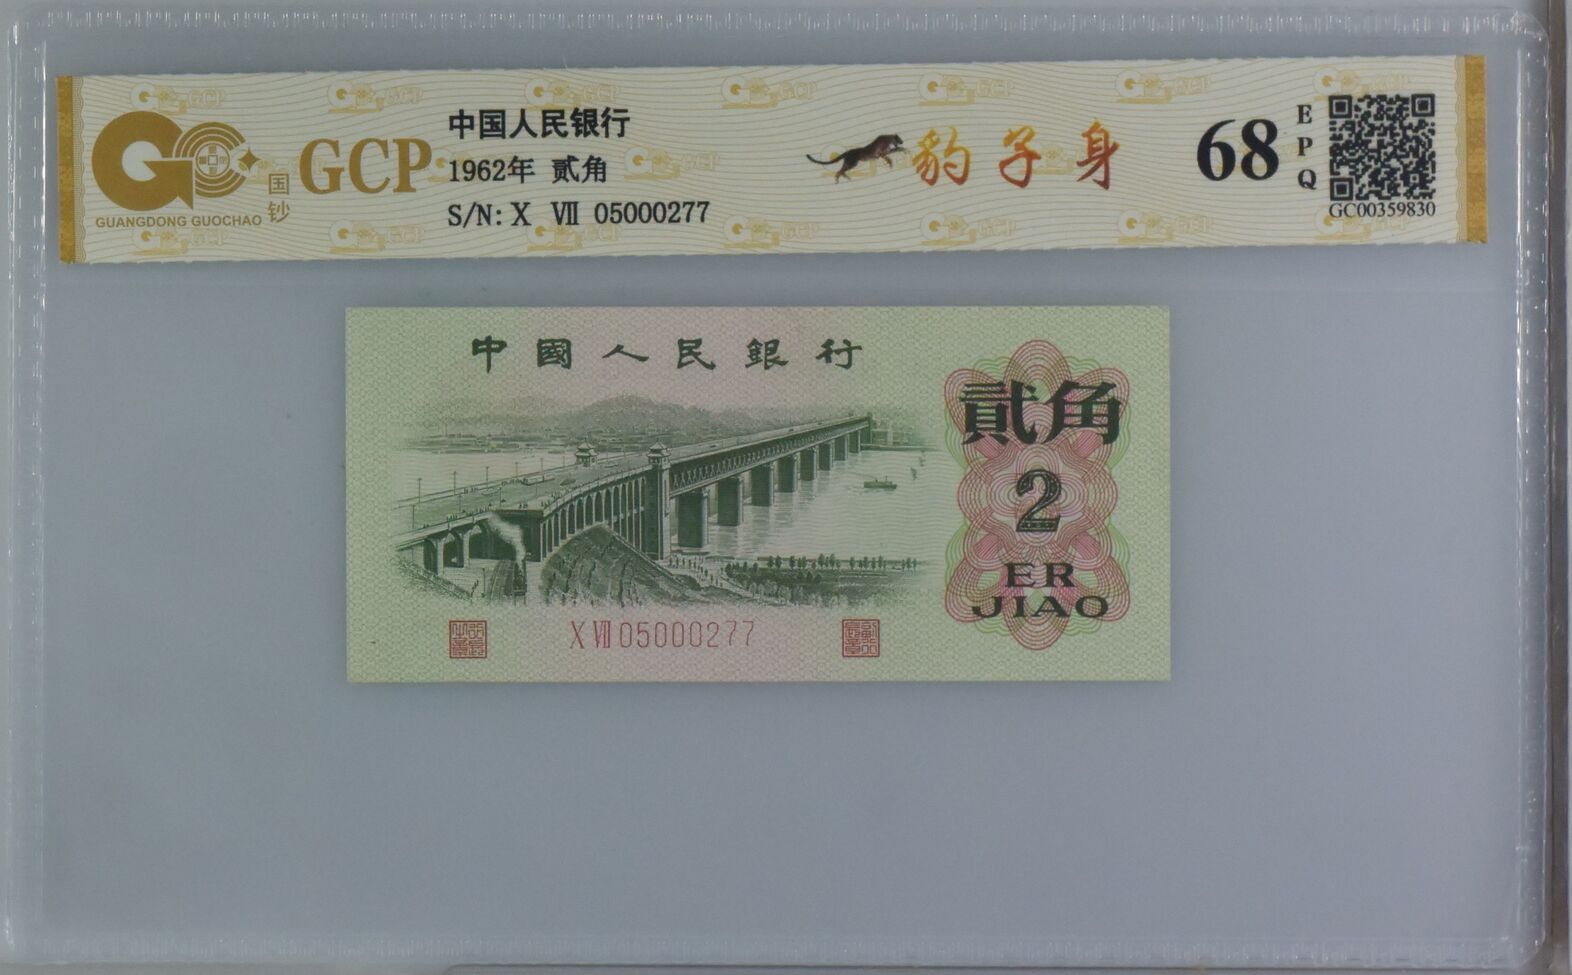 GUANGDONG GUOCHAO
国钞
GCP
中国人民银行
1962年 贰角
S/N: X Ⅶ 05000277
豹子身
68
EPQ
GC00359830
中國人民銀行
貳角
2
ER
JIAO
X Ⅶ 05000277